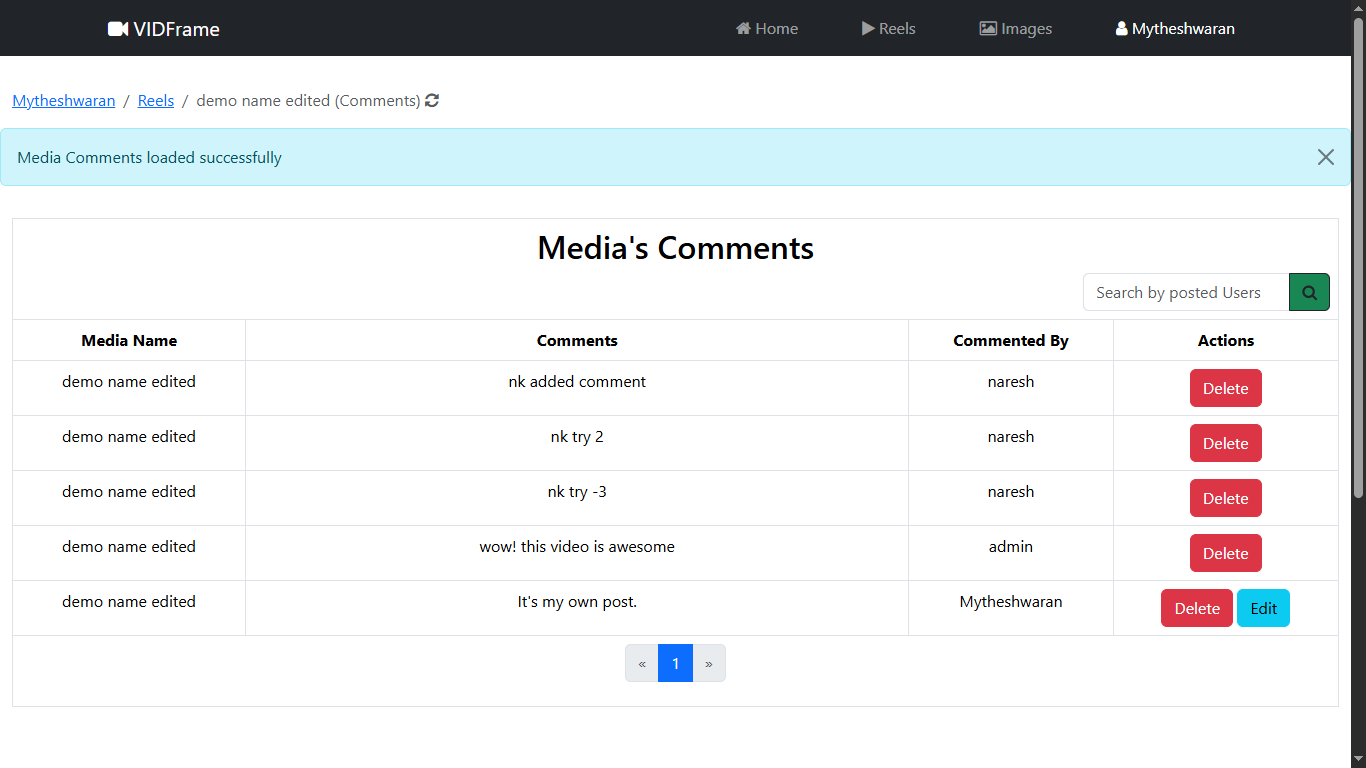 VIDFrame Home Reels Images Mytheshwaran
Mytheshwaran / Reels / demo name edited (Comments)
Media Comments loaded successfully
Media's Comments
Search by posted Users
Media Name Comments Commented By Actions
demo name edited nk added comment naresh Delete
demo name edited nk try 2 naresh Delete
demo name edited nk try -3 naresh Delete
demo name edited wow! this video is awesome admin Delete
demo name edited It's my own post. Mytheshwaran Delete Edit
« 1 »